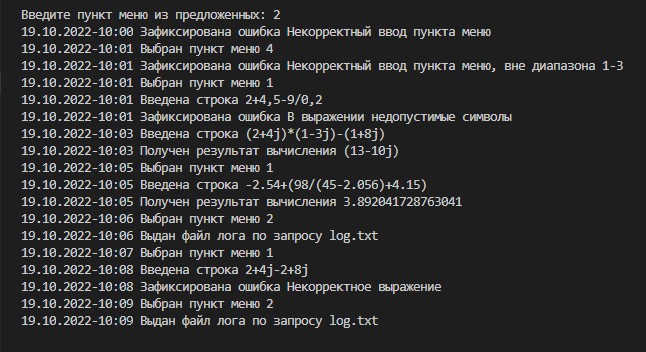 Введите пункт меню из предложенных: 2
19.10.2022-10:00 Зафиксирована ошибка Некорректный ввод пункта меню
19.10.2022-10:01 Выбран пункт меню 4
19.10.2022-10:01 Зафиксирована ошибка Некорректный ввод пункта меню, вне диапазона 1-3
19.10.2022-10:01 Выбран пункт меню 1
19.10.2022-10:01 Введена строка 2+4,5-9/0,2
19.10.2022-10:01 Зафиксирована ошибка В выражении недопустимые символы
19.10.2022-10:03 Введена строка (2+4j)*(1-3j)-(1+8j)
19.10.2022-10:03 Получен результат вычисления (13-10j)
19.10.2022-10:05 Выбран пункт меню 1
19.10.2022-10:05 Введена строка -2.54+(98/(45-2.056)+4.15)
19.10.2022-10:05 Получен результат вычисления 3.892041728763041
19.10.2022-10:06 Выбран пункт меню 2
19.10.2022-10:06 Выдан файл лога по запросу log.txt
19.10.2022-10:07 Выбран пункт меню 1
19.10.2022-10:08 Введена строка 2+4j-2+8j
19.10.2022-10:08 Зафиксирована ошибка Некорректное выражение
19.10.2022-10:09 Выбран пункт меню 2
19.10.2022-10:09 Выдан файл лога по запросу log.txt